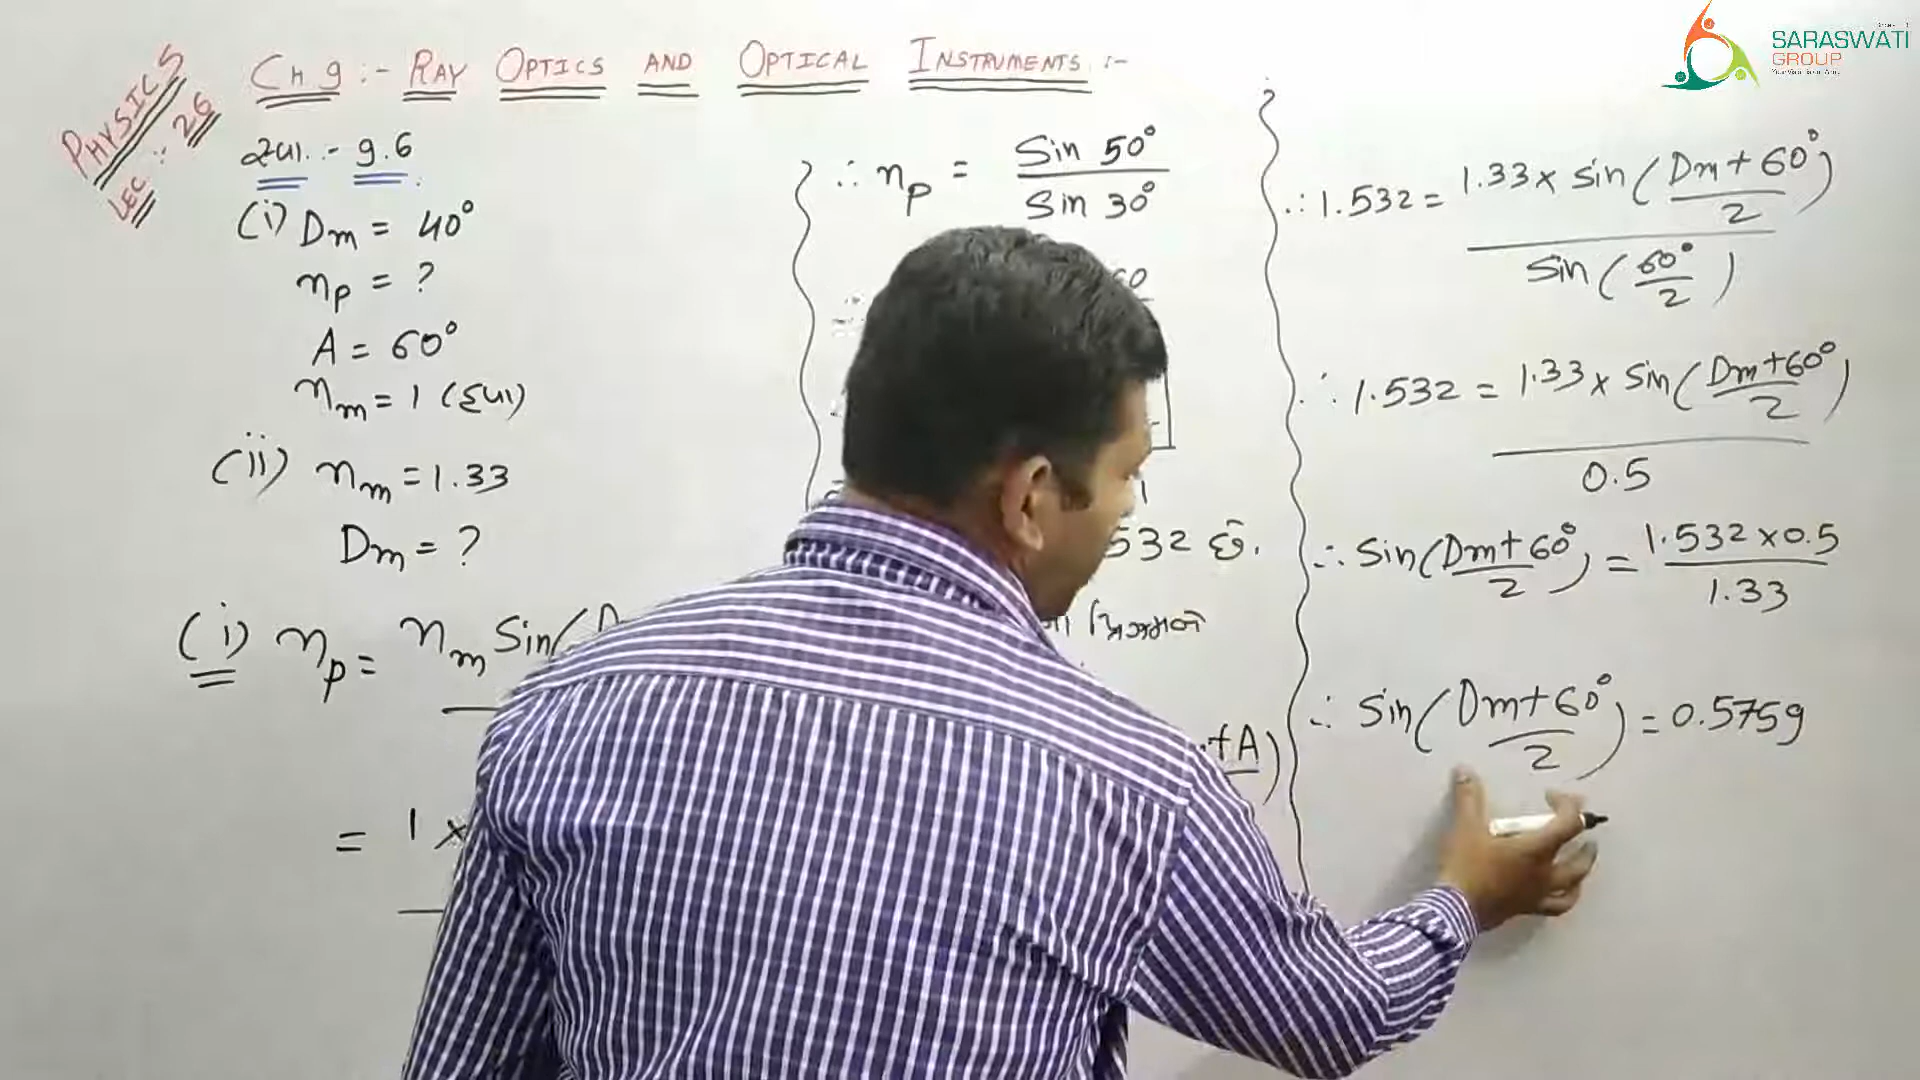 SARASWATI
GROUP
PHYSICS
LEC :- 26
CH 9 :- RAY OPTICS AND OPTICAL INSTRUMENTS :-
દા. :- 9.6
(i) Dm = 40°
np = ?
A = 60°
nm = 1 (હવા)
(ii) nm = 1.33
Dm = ?
(i) np = nm Sin(D
= 1 ×
∴ np = Sin 50°
Sin 30°
532 છે.
પ્રિઝમને
+A)
∴ 1.532 = 1.33 × sin (Dm + 60°
2)
sin (60°
2)
∴ 1.532 = 1.33 × sin (Dm + 60°
2)
0.5
∴ Sin (Dm + 60°
2) = 1.532 × 0.5
1.33
∴ Sin (Dm + 60°
2) = 0.5759